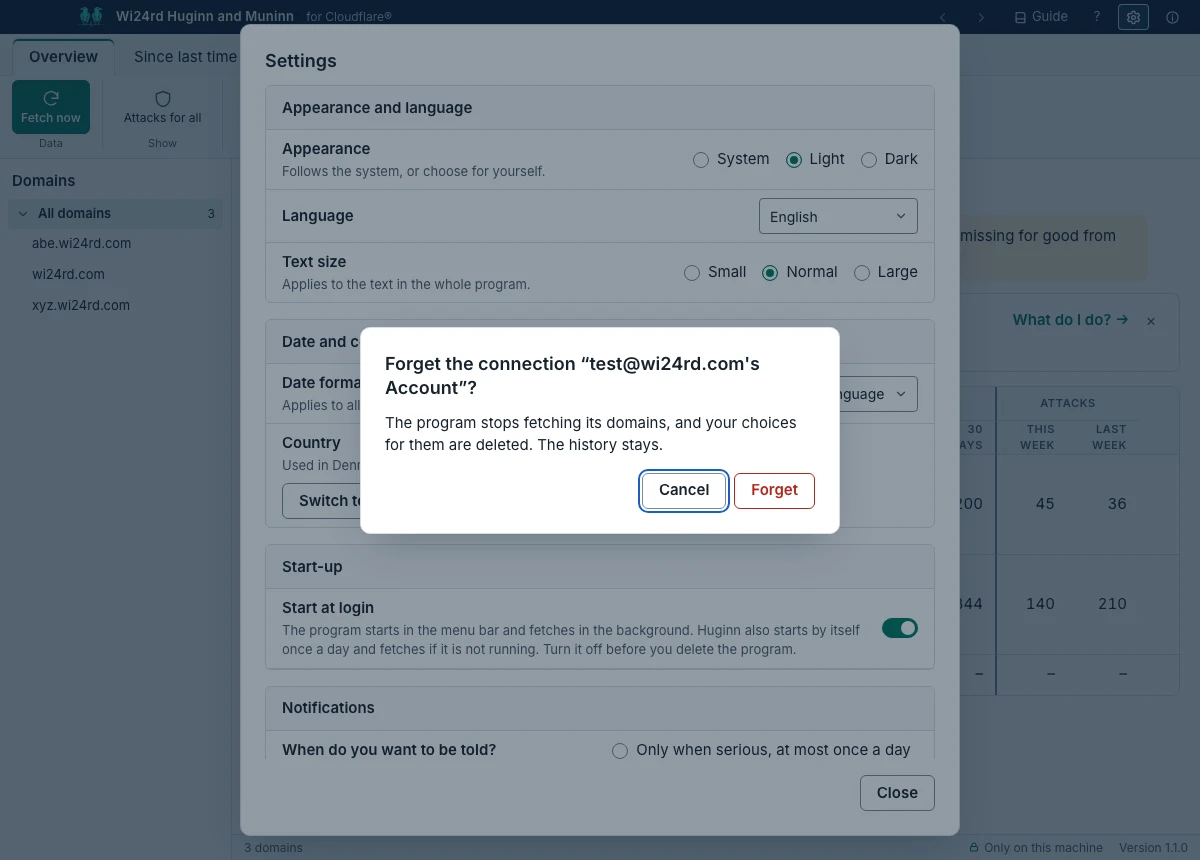 Wi24rd Huginn and Muninn for Cloudflare®
Guide ?
Overview
Since last time
Fetch now
Data
Attacks for all
Show
Domains
All domains 3
abe.wi24rd.com
wi24rd.com
xyz.wi24rd.com
Settings
Appearance and language
Appearance
Follows the system, or choose for yourself.
System Light Dark
Language
English
Text size
Applies to the text in the whole program.
Small Normal Large
Date and
Date
Applies to
Country
Used in
Switch
Forget the connection “test@wi24rd.com's
Account”?
The program stops fetching its domains, and your choices
for them are deleted. The history stays.
Cancel Forget
Start-up
Start at login
The program starts in the menu bar and fetches in the background. Huginn also starts by itself
once a day and fetches if it is not running. Turn it off before you delete the program.
Notifications
When do you want to be told?
Only when serious, at most once a day
Close
missing for good from
What do I do? → ×
ATTACKS
30 THIS LAST
WEEK WEEK
45 36
140 210
– – –
3 domains
Only on this machine Version 1.1.0